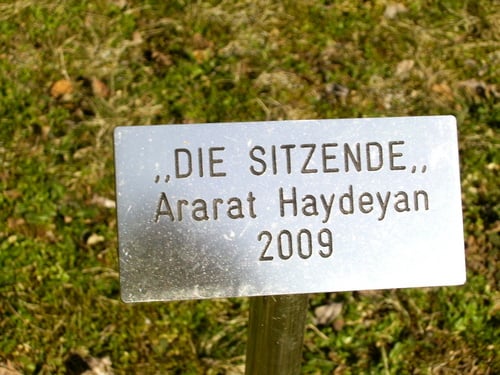 ,,DIE SITZENDE,,
Ararat Haydeyan
2009